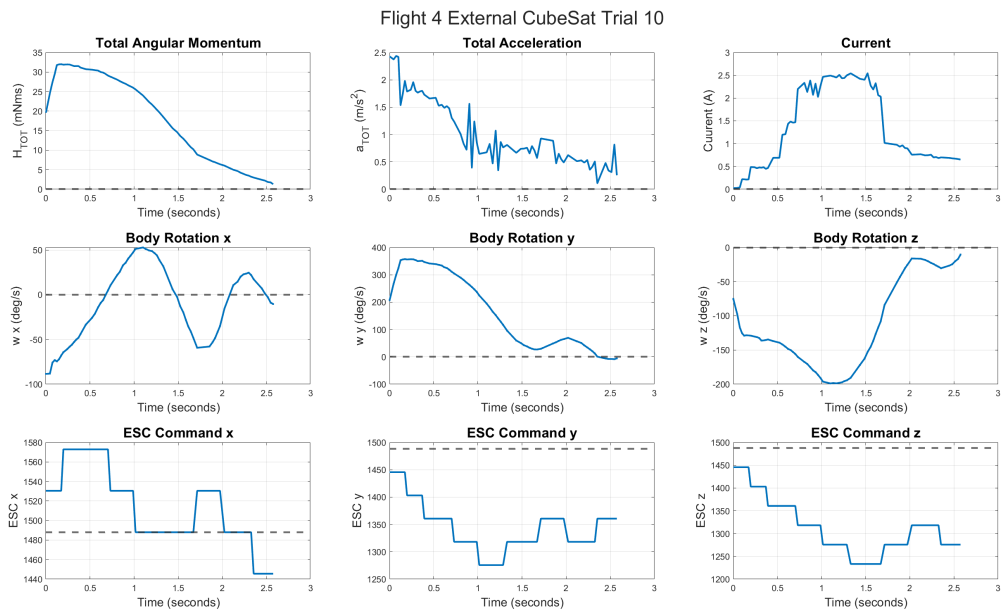 Flight 4 External CubeSat Trial 10
Total Angular Momentum
H_TOT (mNms)
35
30
25
20
15
10
5
0
0 0.5 1 1.5 2 2.5 3
Time (seconds)
Total Acceleration
a_TOT (m/s²)
2.5
2
1.5
1
0.5
0
0 0.5 1 1.5 2 2.5 3
Time (seconds)
Current
Cuurent (A)
3
2.5
2
1.5
1
0.5
0
0 0.5 1 1.5 2 2.5 3
Time (seconds)
Body Rotation x
w x (deg/s)
50
0
-50
-100
0 0.5 1 1.5 2 2.5 3
Time (seconds)
Body Rotation y
w y (deg/s)
400
300
200
100
0
-100
0 0.5 1 1.5 2 2.5 3
Time (seconds)
Body Rotation z
w z (deg/s)
0
-50
-100
-150
-200
0 0.5 1 1.5 2 2.5 3
Time (seconds)
ESC Command x
ESC x
1580
1560
1540
1520
1500
1480
1460
1440
0 0.5 1 1.5 2 2.5 3
Time (seconds)
ESC Command y
ESC y
1500
1450
1400
1350
1300
1250
0 0.5 1 1.5 2 2.5 3
Time (seconds)
ESC Command z
ESC z
1500
1450
1400
1350
1300
1250
1200
0 0.5 1 1.5 2 2.5 3
Time (seconds)